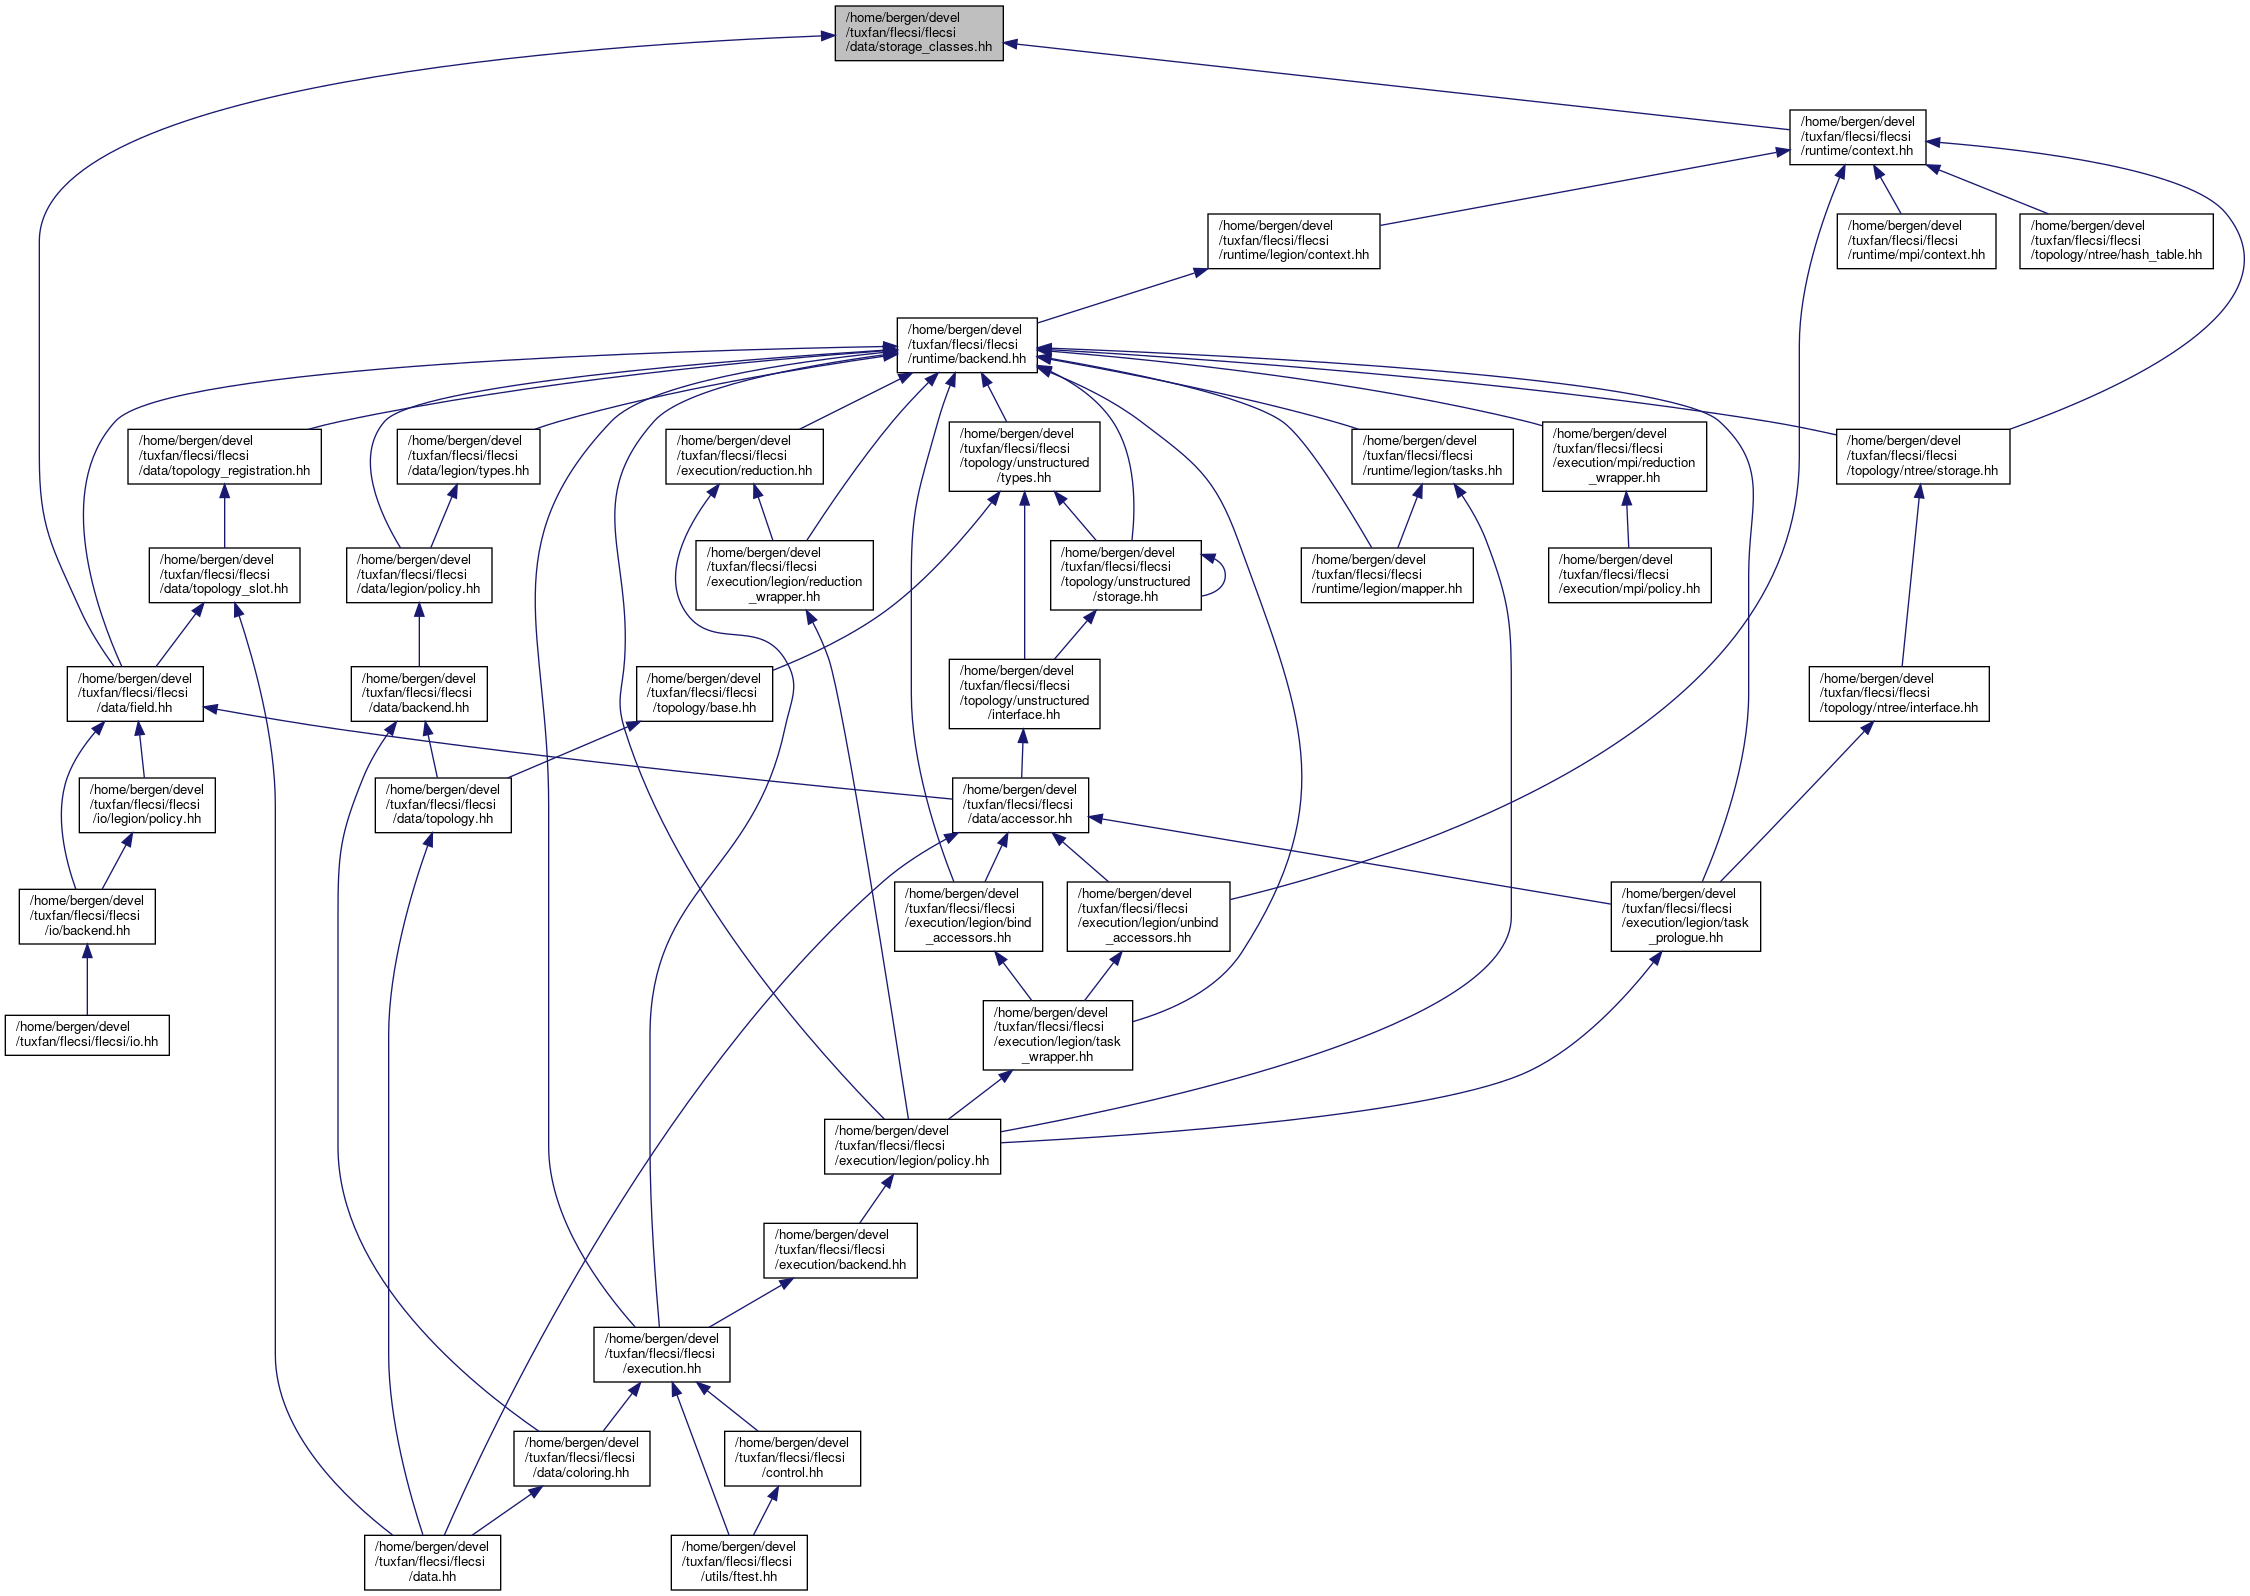 /home/bergen/devel
/tuxfan/flecsi/flecsi
/data/storage_classes.hh
/home/bergen/devel
/tuxfan/flecsi/flecsi
/runtime/context.hh
/home/bergen/devel
/tuxfan/flecsi/flecsi
/runtime/legion/context.hh
/home/bergen/devel
/tuxfan/flecsi/flecsi
/runtime/mpi/context.hh
/home/bergen/devel
/tuxfan/flecsi/flecsi
/topology/ntree/hash_table.hh
/home/bergen/devel
/tuxfan/flecsi/flecsi
/runtime/backend.hh
/home/bergen/devel
/tuxfan/flecsi/flecsi
/data/topology_registration.hh
/home/bergen/devel
/tuxfan/flecsi/flecsi
/data/legion/types.hh
/home/bergen/devel
/tuxfan/flecsi/flecsi
/execution/reduction.hh
/home/bergen/devel
/tuxfan/flecsi/flecsi
/topology/unstructured
/types.hh
/home/bergen/devel
/tuxfan/flecsi/flecsi
/runtime/legion/tasks.hh
/home/bergen/devel
/tuxfan/flecsi/flecsi
/execution/mpi/reduction
_wrapper.hh
/home/bergen/devel
/tuxfan/flecsi/flecsi
/topology/ntree/storage.hh
/home/bergen/devel
/tuxfan/flecsi/flecsi
/data/topology_slot.hh
/home/bergen/devel
/tuxfan/flecsi/flecsi
/data/legion/policy.hh
/home/bergen/devel
/tuxfan/flecsi/flecsi
/execution/legion/reduction
_wrapper.hh
/home/bergen/devel
/tuxfan/flecsi/flecsi
/topology/unstructured
/storage.hh
/home/bergen/devel
/tuxfan/flecsi/flecsi
/runtime/legion/mapper.hh
/home/bergen/devel
/tuxfan/flecsi/flecsi
/execution/mpi/policy.hh
/home/bergen/devel
/tuxfan/flecsi/flecsi
/data/field.hh
/home/bergen/devel
/tuxfan/flecsi/flecsi
/data/backend.hh
/home/bergen/devel
/tuxfan/flecsi/flecsi
/topology/base.hh
/home/bergen/devel
/tuxfan/flecsi/flecsi
/topology/unstructured
/interface.hh
/home/bergen/devel
/tuxfan/flecsi/flecsi
/topology/ntree/interface.hh
/home/bergen/devel
/tuxfan/flecsi/flecsi
/io/legion/policy.hh
/home/bergen/devel
/tuxfan/flecsi/flecsi
/data/topology.hh
/home/bergen/devel
/tuxfan/flecsi/flecsi
/data/accessor.hh
/home/bergen/devel
/tuxfan/flecsi/flecsi
/io/backend.hh
/home/bergen/devel
/tuxfan/flecsi/flecsi
/execution/legion/bind
_accessors.hh
/home/bergen/devel
/tuxfan/flecsi/flecsi
/execution/legion/unbind
_accessors.hh
/home/bergen/devel
/tuxfan/flecsi/flecsi
/execution/legion/task
_prologue.hh
/home/bergen/devel
/tuxfan/flecsi/flecsi/io.hh
/home/bergen/devel
/tuxfan/flecsi/flecsi
/execution/legion/task
_wrapper.hh
/home/bergen/devel
/tuxfan/flecsi/flecsi
/execution/legion/policy.hh
/home/bergen/devel
/tuxfan/flecsi/flecsi
/execution/backend.hh
/home/bergen/devel
/tuxfan/flecsi/flecsi
/execution.hh
/home/bergen/devel
/tuxfan/flecsi/flecsi
/data/coloring.hh
/home/bergen/devel
/tuxfan/flecsi/flecsi
/control.hh
/home/bergen/devel
/tuxfan/flecsi/flecsi
/data.hh
/home/bergen/devel
/tuxfan/flecsi/flecsi
/utils/ftest.hh